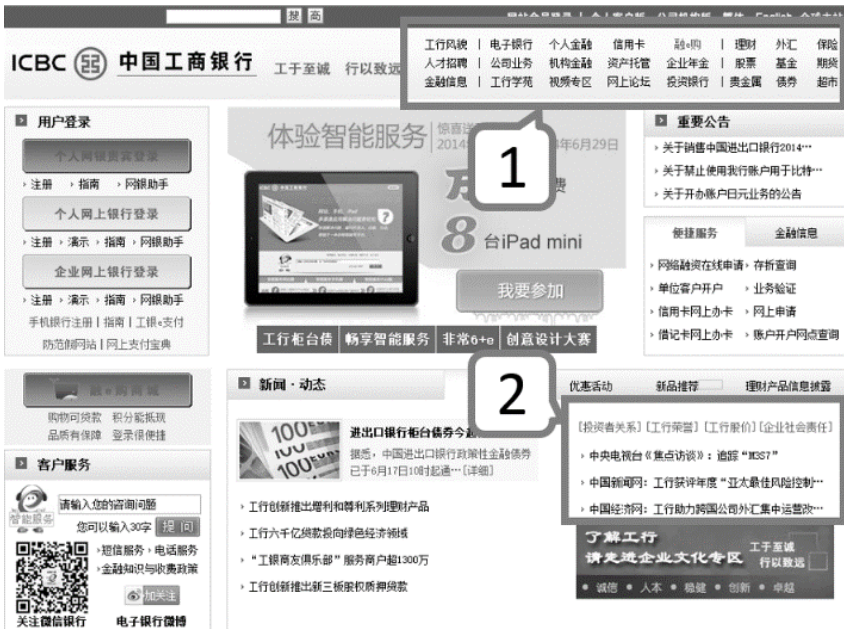 搜 高
ICBC 中国工商银行 工于至诚 行以致远
工行风貌 | 电子银行 个人金融 信用卡 融e购 | 理财 外汇 保险
人才招聘 | 公司业务 机构金融 资产托管 企业年金 | 股票 基金 期货
金融信息 | 工行学苑 视频专区 网上论坛 投资银行 | 贵金属 债券 超市
1
用户登录
个人网银贵宾登录
›注册 ›指南 ›网银助手
个人网上银行登录
›注册 ›演示 ›指南 ›网银助手
企业网上银行登录
›注册 ›演示 ›指南 ›网银助手
手机银行注册 | 指南 | 工银e支付
防范假网站 | 网上支付宝典
体验智能服务
年6月29日
8台iPad mini
我要参加
工行柜台债 畅享智能服务 非常6+e 创意设计大赛
重要公告
›关于销售中国进出口银行2014…
›关于禁止使用我行账户用于比特…
›关于开办账户日元业务的公告
便捷服务 金融信息
›网络融资在线申请 ›存折查询
›单位客户开户 ›业务验证
›信用卡网上办卡 ›网上申请
›借记卡网上办卡 ›账户开户网点查询
融e购商城
购物可贷款 积分能抵现
品质有保障 登录很便捷
客户服务
智能服务
请输入您的咨询问题
您可以输入30字 提 问
›短信服务 ›电话服务
›金融知识与收费政策
加关注
关注微信银行 电子银行微博
新闻·动态
进出口银行柜台债券今起
据悉，中国进出口银行政策性金融债券
已于6月17日10时起通…[详细]
›工行创新推出增利和尊利系列理财产品
›工行六千亿贷款投向绿色经济领域
›“工银商友俱乐部”服务商户超1300万
›工行创新推出新三板股权质押贷款
2
优惠活动 新品推荐 理财产品信息披露
[投资者关系] [工行荣誉] [工行股价] [企业社会责任]
›中央电视台《焦点访谈》：追踪“M3S7”
›中国新闻网：工行获评年度“亚太最佳风险控制…
›中国经济网：工行助力跨国公司外汇集中运营改…
了解工行
请走进企业文化专区 工于至诚 行以致远
•诚信 •人本 •稳健 •创新 •卓越